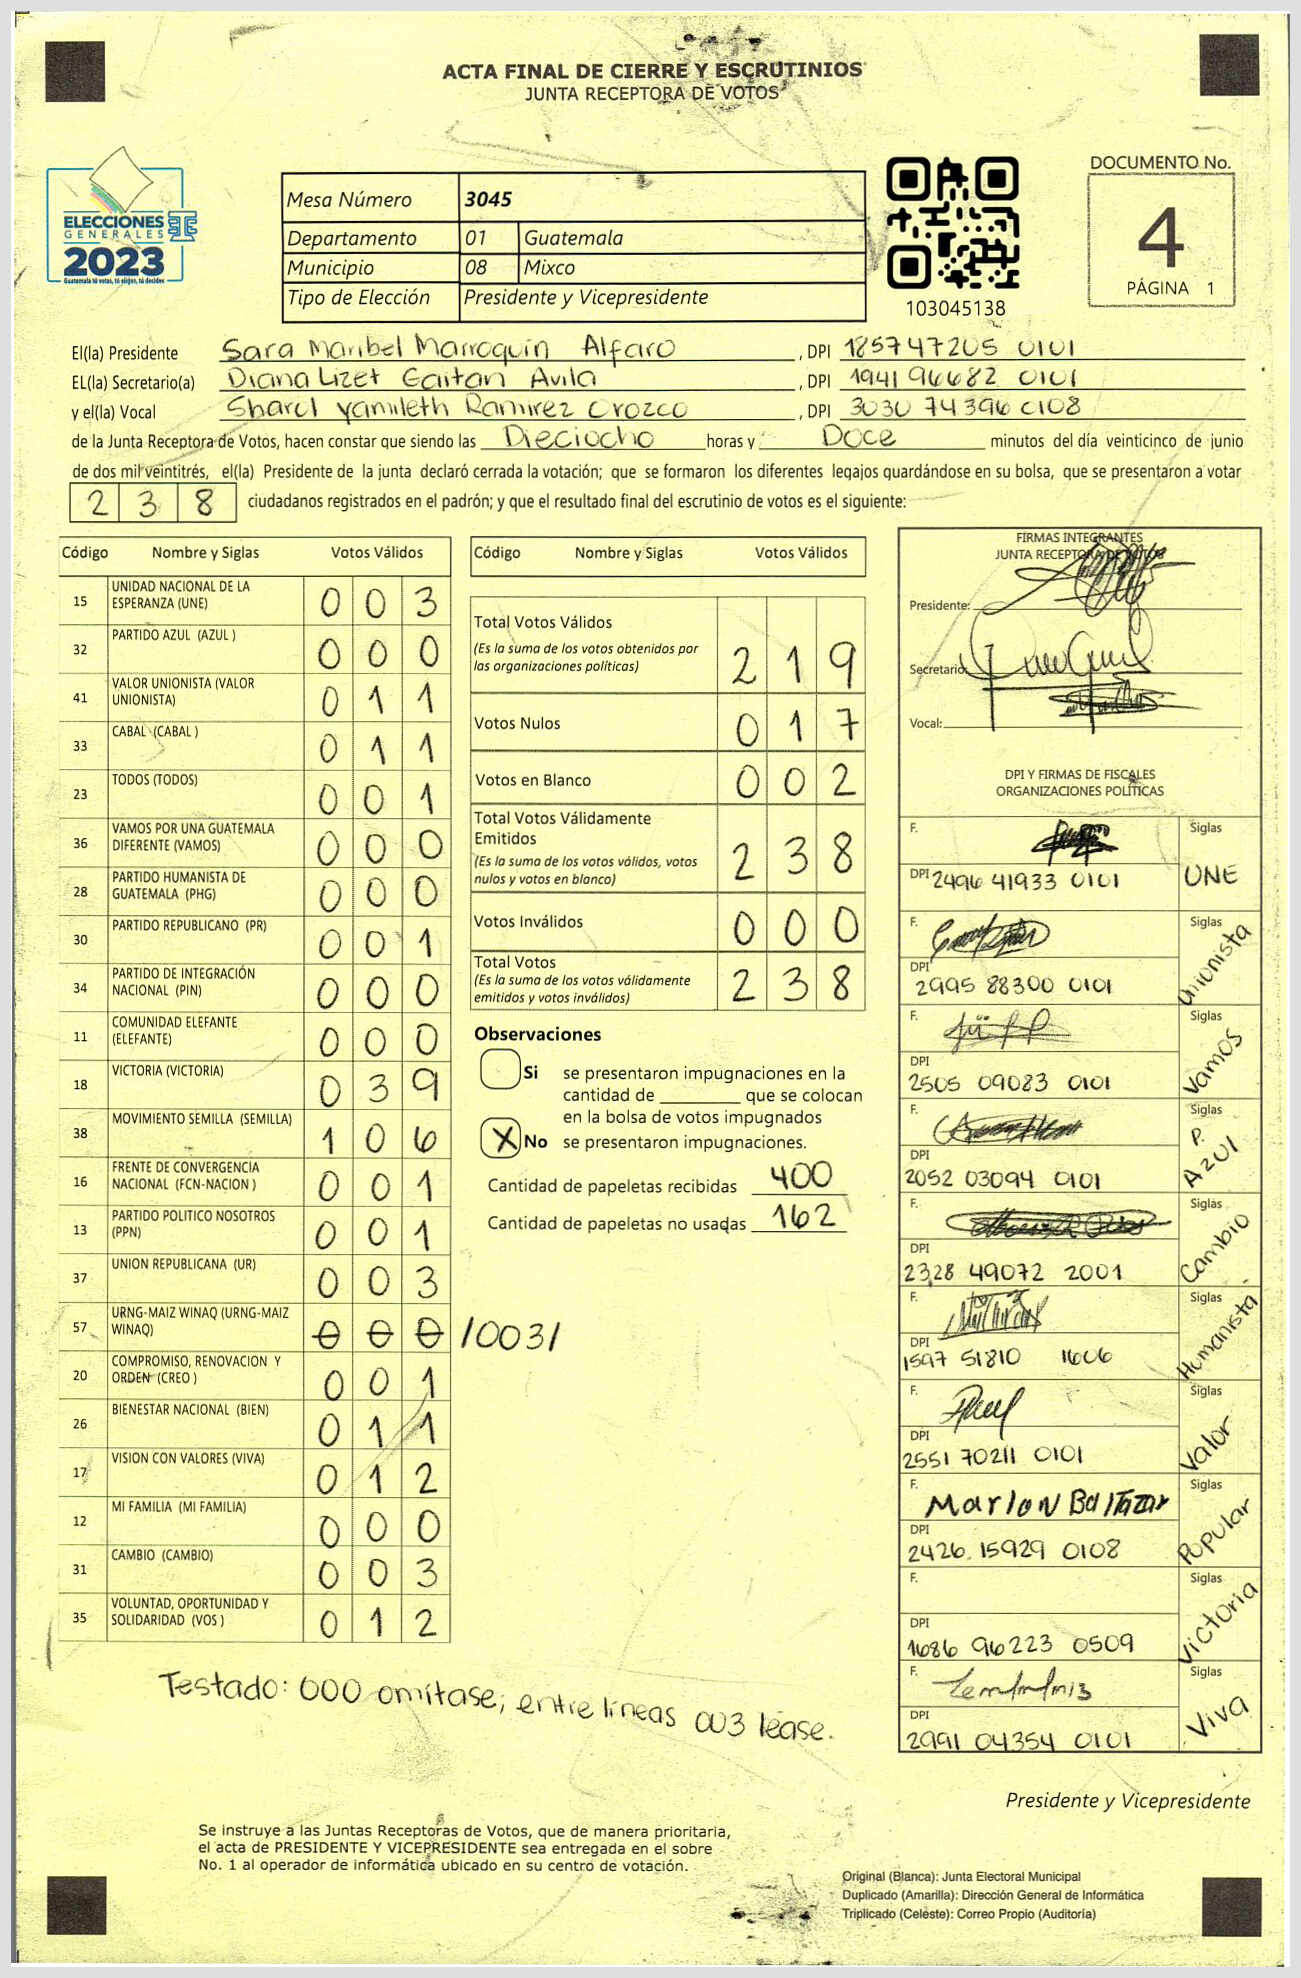 ACTA FINAL DE CIERRE Y ESCRUTINIOS
JUNTA RECEPTORA DE VOTOS
ELECCIONES
GENERALES
2023
Guatemala tú votas, tú eliges, tú decides
Mesa Número 3045
Departamento 01 Guatemala
Municipio 08 Mixco
Tipo de Elección Presidente y Vicepresidente
103045138
DOCUMENTO No.
4
PÁGINA 1
El(la) Presidente Sara Maribel Marroquín Alfaro , DPI 185747205 0101
EL(la) Secretario(a) Diana Lizet Gaitan Avila , DPI 1941 96682 0101
y el(la) Vocal Sharol Yamileth Ramirez Orozco , DPI 3030 74396 0108
de la Junta Receptora de Votos, hacen constar que siendo las Dieciocho horas y Doce minutos del día veinticinco de junio
de dos mil veintitrés, el(la) Presidente de la junta declaró cerrada la votación; que se formaron los diferentes legajos guardándose en su bolsa, que se presentaron a votar
2 3 8 ciudadanos registrados en el padrón; y que el resultado final del escrutinio de votos es el siguiente:
Código Nombre y Siglas Votos Válidos
15 UNIDAD NACIONAL DE LA
ESPERANZA (UNE) 0 0 3
32 PARTIDO AZUL (AZUL ) 0 0 0
41 VALOR UNIONISTA (VALOR
UNIONISTA) 0 1 1
33 CABAL (CABAL ) 0 1 1
23 TODOS (TODOS) 0 0 1
36 VAMOS POR UNA GUATEMALA
DIFERENTE (VAMOS) 0 0 0
28 PARTIDO HUMANISTA DE
GUATEMALA (PHG) 0 0 0
30 PARTIDO REPUBLICANO (PR) 0 0 1
34 PARTIDO DE INTEGRACIÓN
NACIONAL (PIN) 0 0 0
11 COMUNIDAD ELEFANTE
(ELEFANTE) 0 0 0
18 VICTORIA (VICTORIA) 0 3 9
38 MOVIMIENTO SEMILLA (SEMILLA) 1 0 6
16 FRENTE DE CONVERGENCIA
NACIONAL (FCN-NACION ) 0 0 1
13 PARTIDO POLITICO NOSOTROS
(PPN) 0 0 1
37 UNION REPUBLICANA (UR) 0 0 3
57 URNG-MAIZ WINAQ (URNG-MAIZ
WINAQ) 0 0 0 /003/
20 COMPROMISO, RENOVACION Y
ORDEN (CREO ) 0 0 1
26 BIENESTAR NACIONAL (BIEN) 0 1 1
17 VISION CON VALORES (VIVA) 0 1 2
12 MI FAMILIA (MI FAMILIA) 0 0 0
31 CAMBIO (CAMBIO) 0 0 3
35 VOLUNTAD, OPORTUNIDAD Y
SOLIDARIDAD (VOS ) 0 1 2
Código Nombre y Siglas Votos Válidos
Total Votos Válidos
(Es la suma de los votos obtenidos por
las organizaciones políticas) 2 1 9
Votos Nulos 0 1 7
Votos en Blanco 0 0 2
Total Votos Válidamente
Emitidos
(Es la suma de los votos válidos, votos
nulos y votos en blanco) 2 3 8
Votos Inválidos 0 0 0
Total Votos
(Es la suma de los votos válidamente
emitidos y votos inválidos) 2 3 8
Observaciones
Si se presentaron impugnaciones en la
cantidad de ________ que se colocan
en la bolsa de votos impugnados
X No se presentaron impugnaciones.
Cantidad de papeletas recibidas 400
Cantidad de papeletas no usadas 162
FIRMAS INTEGRANTES
JUNTA RECEPTORA DE VOTOS
Presidente:
Secretario:
Vocal:
DPI Y FIRMAS DE FISCALES
ORGANIZACIONES POLÍTICAS
F. Siglas
DPI 2496 41933 0101 UNE
F. Siglas
DPI
2995 88300 0101 Unionista
F. Siglas
DPI
2505 09083 0101 Vamos
F. Siglas
DPI
2052 03094 0101 P. Azul
F. Siglas
DPI
2328 49072 2001 Cambio
F. Siglas
DPI
1597 51810 1606 Humanista
F. Siglas
DPI
2551 70211 0101 Valor
F. Marlon Baltazar Siglas
DPI
2426 15929 0108 Popular
F. Siglas
DPI
1686 96223 0509 Victoria
F. Siglas
DPI
2991 04354 0101 Viva
Testado: 000 omitase; entre líneas 003 léase.
Presidente y Vicepresidente
Se instruye a las Juntas Receptoras de Votos, que de manera prioritaria,
el acta de PRESIDENTE Y VICEPRESIDENTE sea entregada en el sobre
No. 1 al operador de informática ubicado en su centro de votación.
Original (Blanca): Junta Electoral Municipal
Duplicado (Amarilla): Dirección General de Informática
Triplicado (Celeste): Correo Propio (Auditoría)